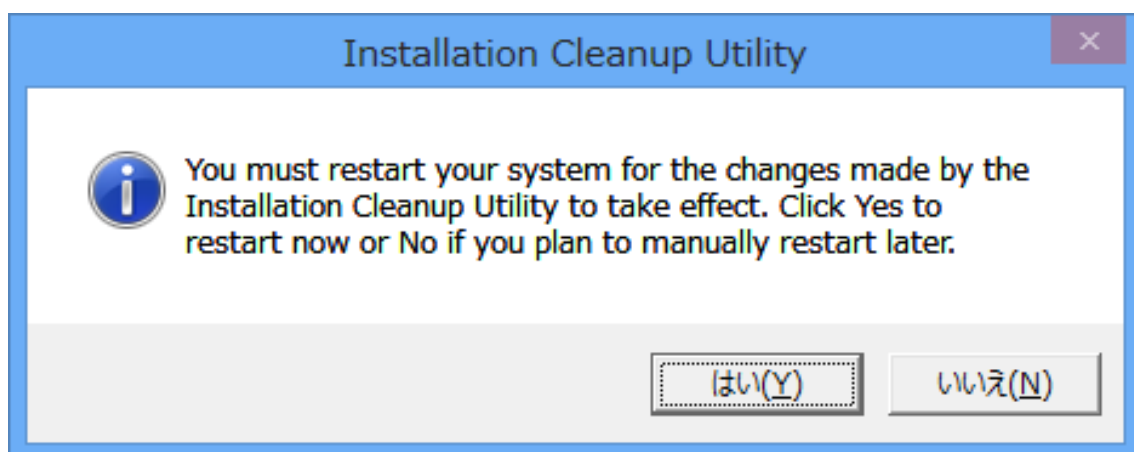 Installation Cleanup Utility
You must restart your system for the changes made by the
Installation Cleanup Utility to take effect. Click Yes to
restart now or No if you plan to manually restart later.
はい(Y)
いいえ(N)